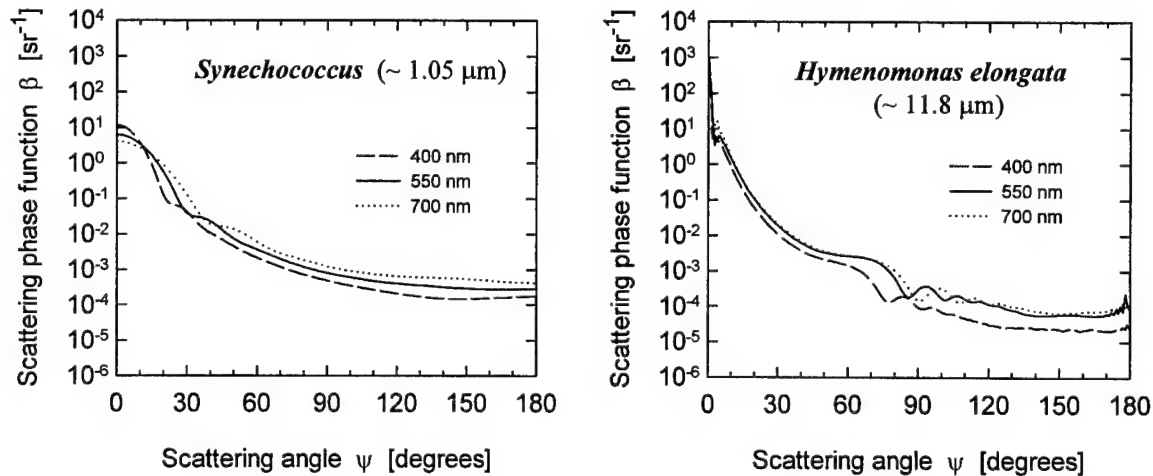 Scattering phase function β [sr⁻¹]
10⁴
10³
10²
10¹
10⁰
10⁻¹
10⁻²
10⁻³
10⁻⁴
10⁻⁵
10⁻⁶
Synechococcus (~ 1.05 μm)
400 nm
550 nm
700 nm
0 30 60 90 120 150 180
Scattering angle ψ [degrees]
Scattering phase function β [sr⁻¹]
10⁴
10³
10²
10¹
10⁰
10⁻¹
10⁻²
10⁻³
10⁻⁴
10⁻⁵
10⁻⁶
Hymenomonas elongata
(~ 11.8 μm)
400 nm
550 nm
700 nm
0 30 60 90 120 150 180
Scattering angle ψ [degrees]